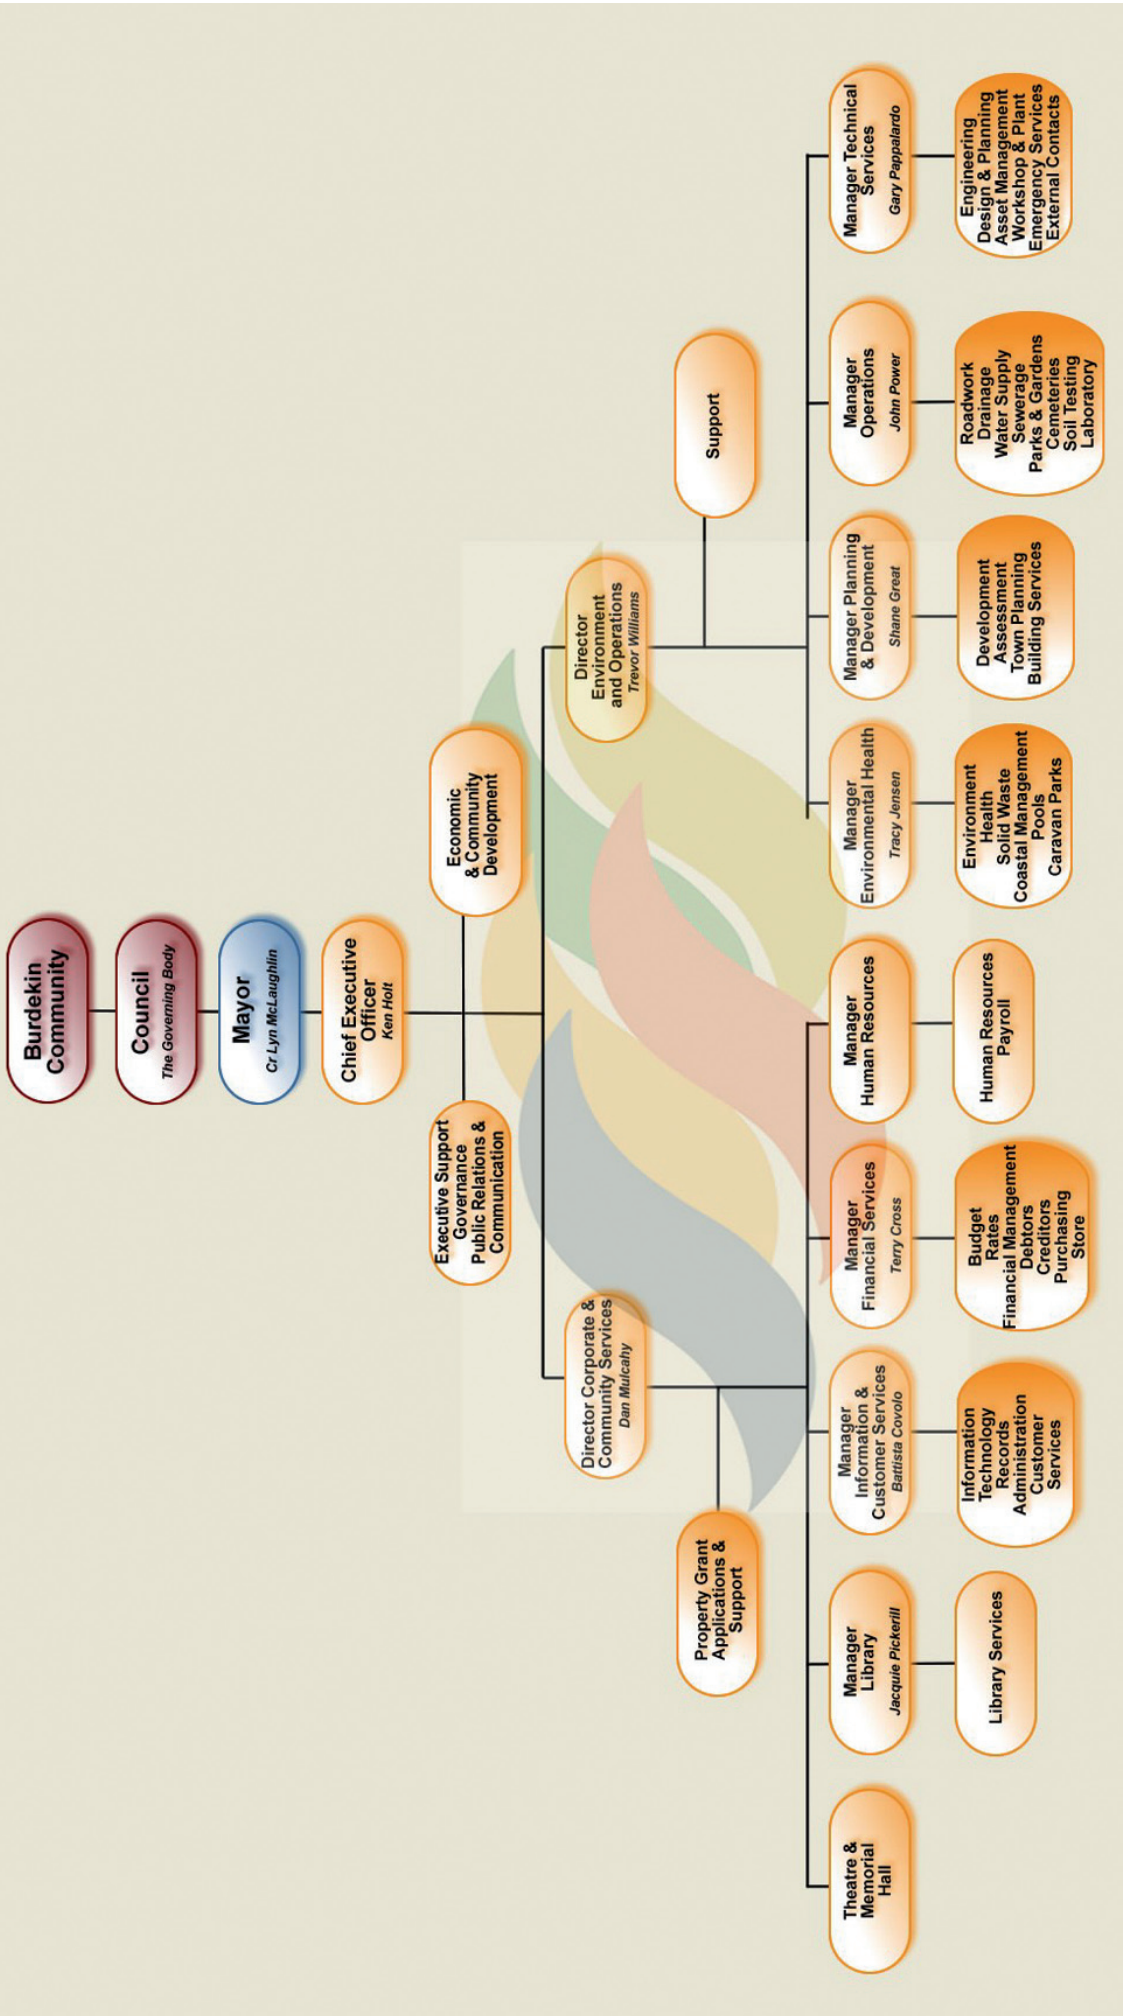 Burdekin
Community
Council
The Governing Body
Mayor
Cr Lyn McLaughlin
Chief Executive
Officer
Ken Holt
Executive Support
Governance
Public Relations &
Communication
Economic
& Community
Development
Director Corporate &
Community Services
Dan Mulcahy
Director
Environment
and Operations
Trevor Williams
Property Grant
Applications &
Support
Support
Theatre &
Memorial
Hall
Manager
Library
Jacquie Pickerill
Manager
Information &
Customer Services
Battista Covolo
Manager
Financial Services
Terry Cross
Manager
Human Resources
Manager
Environmental Health
Tracy Jensen
Manager Planning
& Development
Shane Great
Manager
Operations
John Power
Manager Technical
Services
Gary Pappalardo
Library Services
Information
Technology
Records
Administration
Customer
Services
Budget
Rates
Financial Management
Debtors
Creditors
Purchasing
Store
Human Resources
Payroll
Environment
Health
Solid Waste
Coastal Management
Pools
Caravan Parks
Development
Assessment
Town Planning
Building Services
Roadwork
Drainage
Water Supply
Sewerage
Parks & Gardens
Cemeteries
Soil Testing
Laboratory
Engineering
Design & Planning
Asset Management
Workshop & Plant
Emergency Services
External Contacts